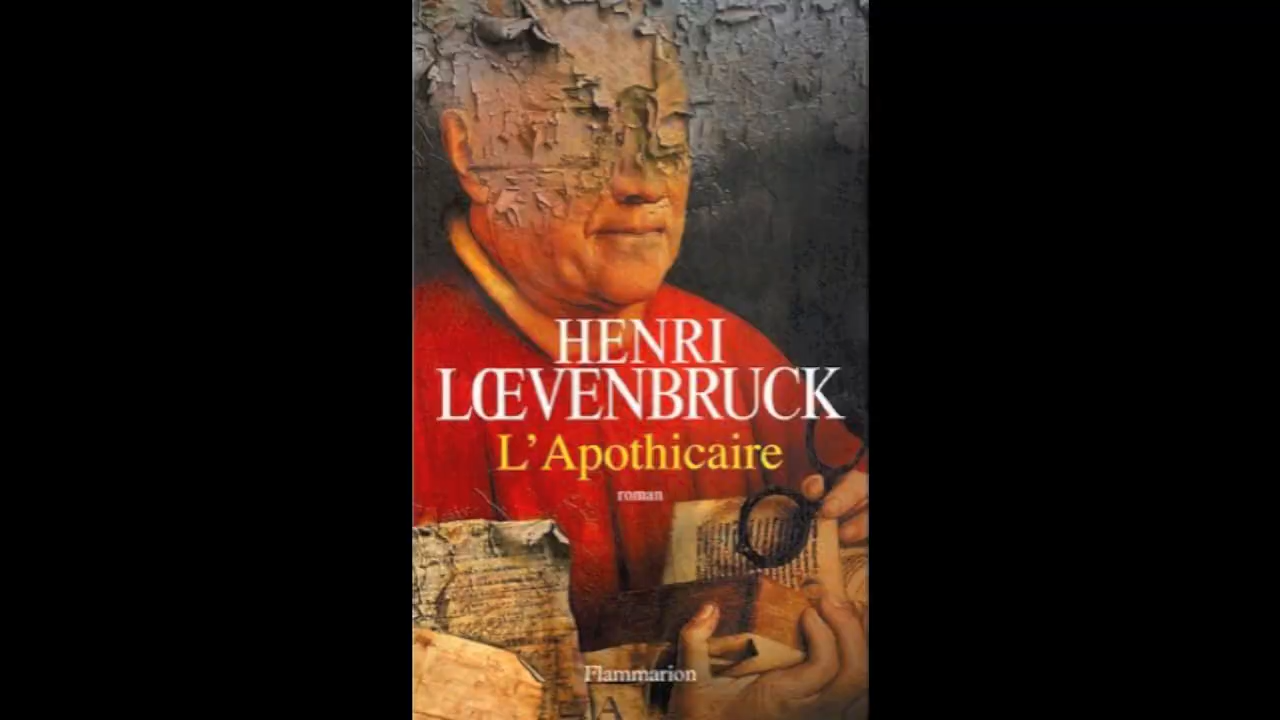 HENRI
LŒVENBRUCK
L'Apothicaire
roman
Flammarion